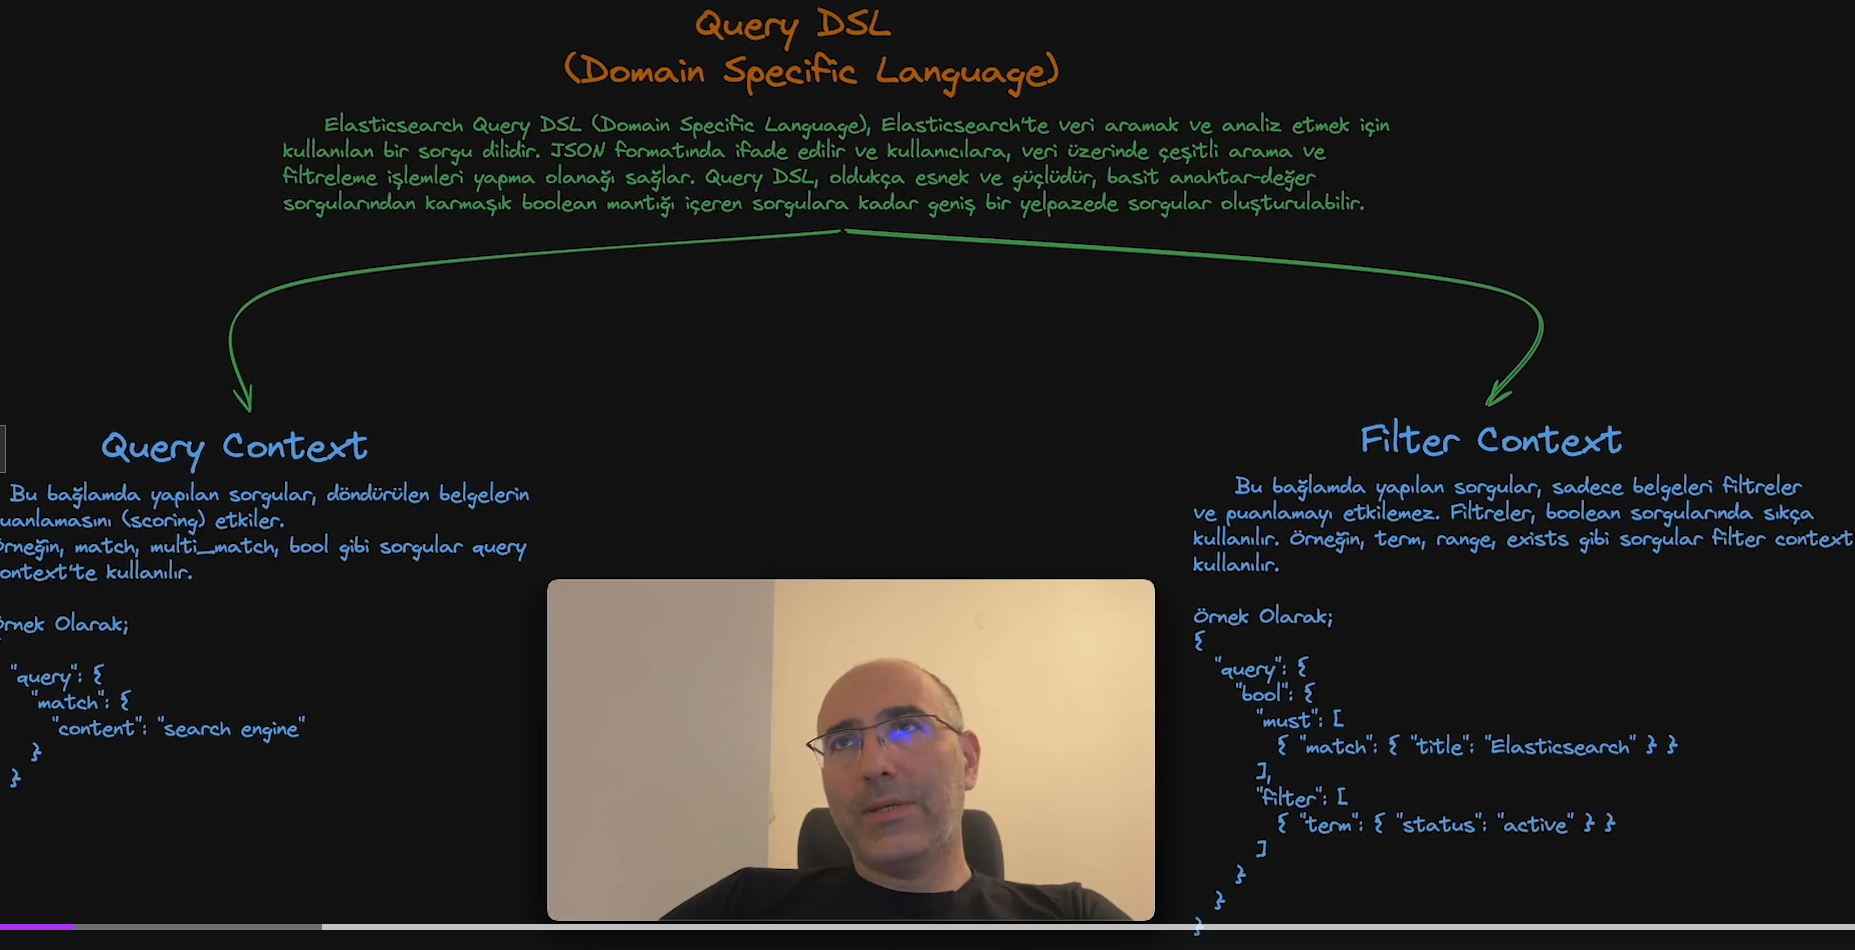 Query DSL
(Domain Specific Language)
Elasticsearch Query DSL (Domain Specific Language), Elasticsearch'te veri aramak ve analiz etmek için
kullanılan bir sorgu dilidir. JSON formatında ifade edilir ve kullanıcılara, veri üzerinde çeşitli arama ve
filtreleme işlemleri yapma olanağı sağlar. Query DSL, oldukça esnek ve güçlüdür, basit anahtar-değer
sorgularından karmaşık boolean mantığı içeren sorgulara kadar geniş bir yelpazede sorgular oluşturulabilir.
Query Context
Bu bağlamda yapılan sorgular, döndürülen belgelerin
uanlamasını (scoring) etkiler.
Örneğin, match, multi_match, bool gibi sorgular query
ontext'te kullanılır.
Örnek Olarak;
"query": {
"match": {
"content": "search engine"
}
}
Filter Context
Bu bağlamda yapılan sorgular, sadece belgeleri filtreler
ve puanlamayı etkilemez. Filtreler, boolean sorgularında sıkça
kullanılır. Örneğin, term, range, exists gibi sorgular filter context
kullanılır.
Örnek Olarak;
{
"query": {
"bool": {
"must": [
{ "match": { "title": "Elasticsearch" } }
],
"filter": [
{ "term": { "status": "active" } }
]
}
}
}